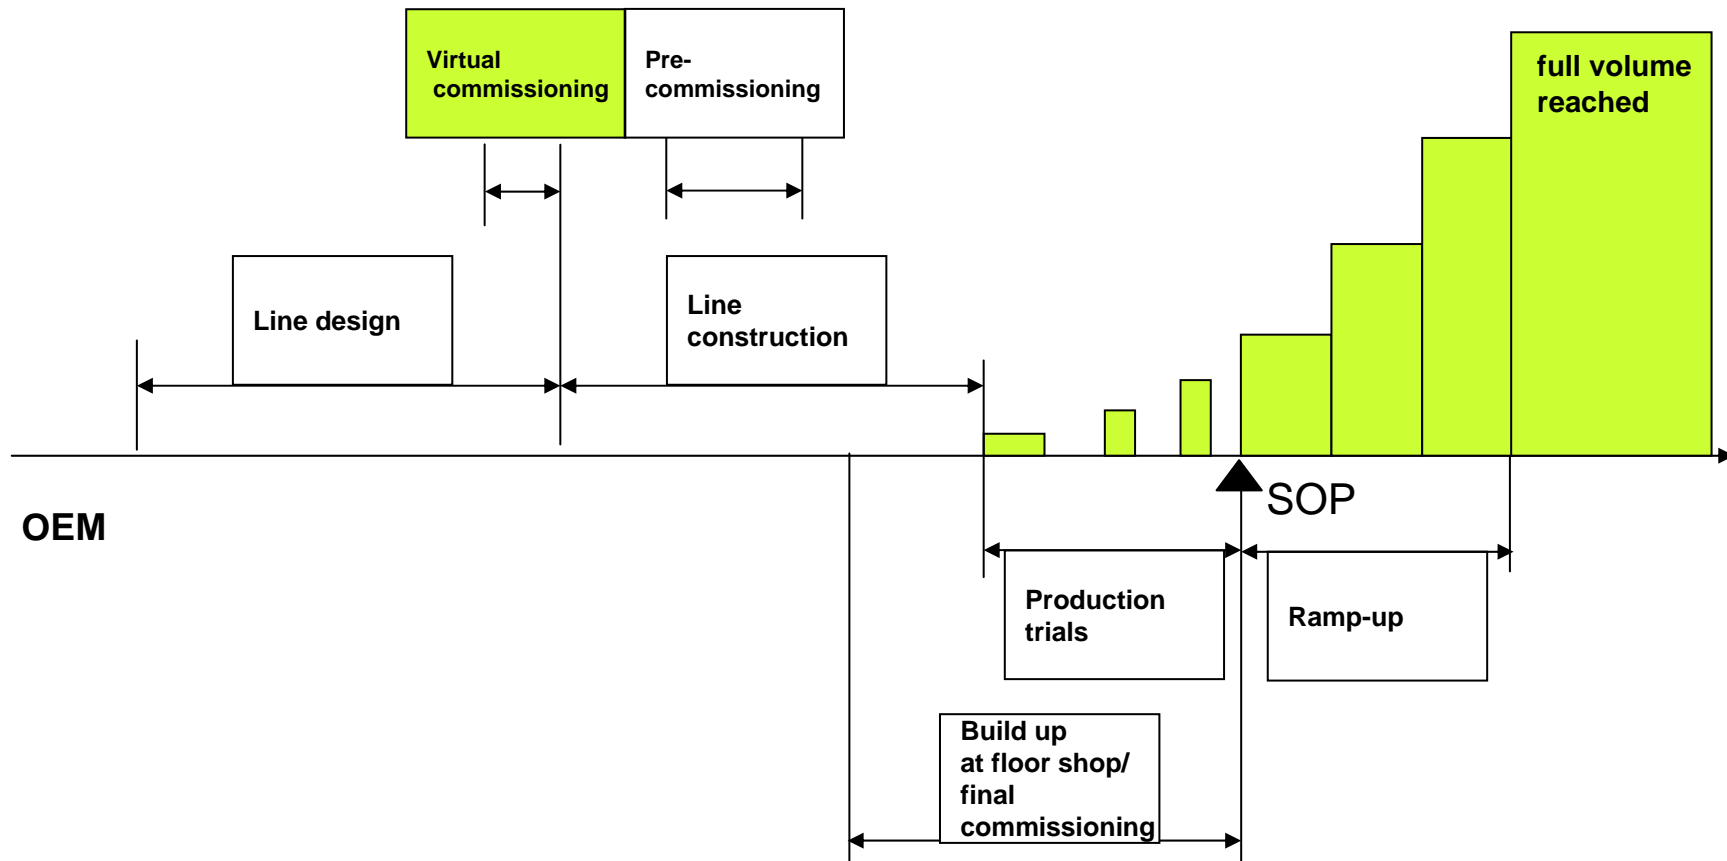 Virtual
commissioning
Pre-
commissioning
full volume
reached
Line design
Line
construction
OEM
SOP
Production
trials
Ramp-up
Build up
at floor shop/
final
commissioning